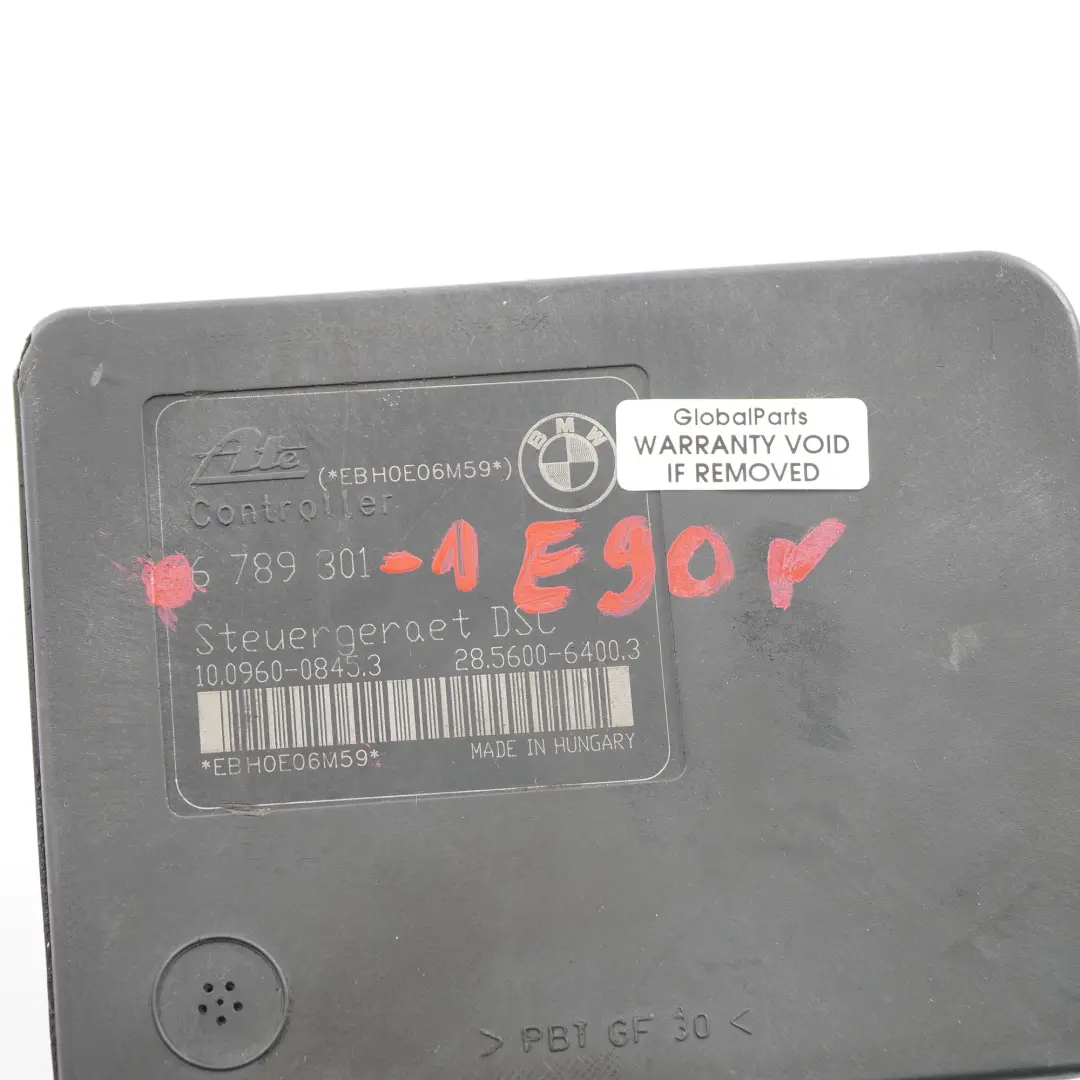 GlobalParts
WARRANTY VOID
IF REMOVED
BMW
Ate (*EBH0E06M59*)
Controller
6 789 301 -1 E90 r
Steuergeraet DSC
10.0960-0845.3 28.5600-6400.3
*EBH0E06M59* MADE IN HUNGARY
> PBT GF 30 <